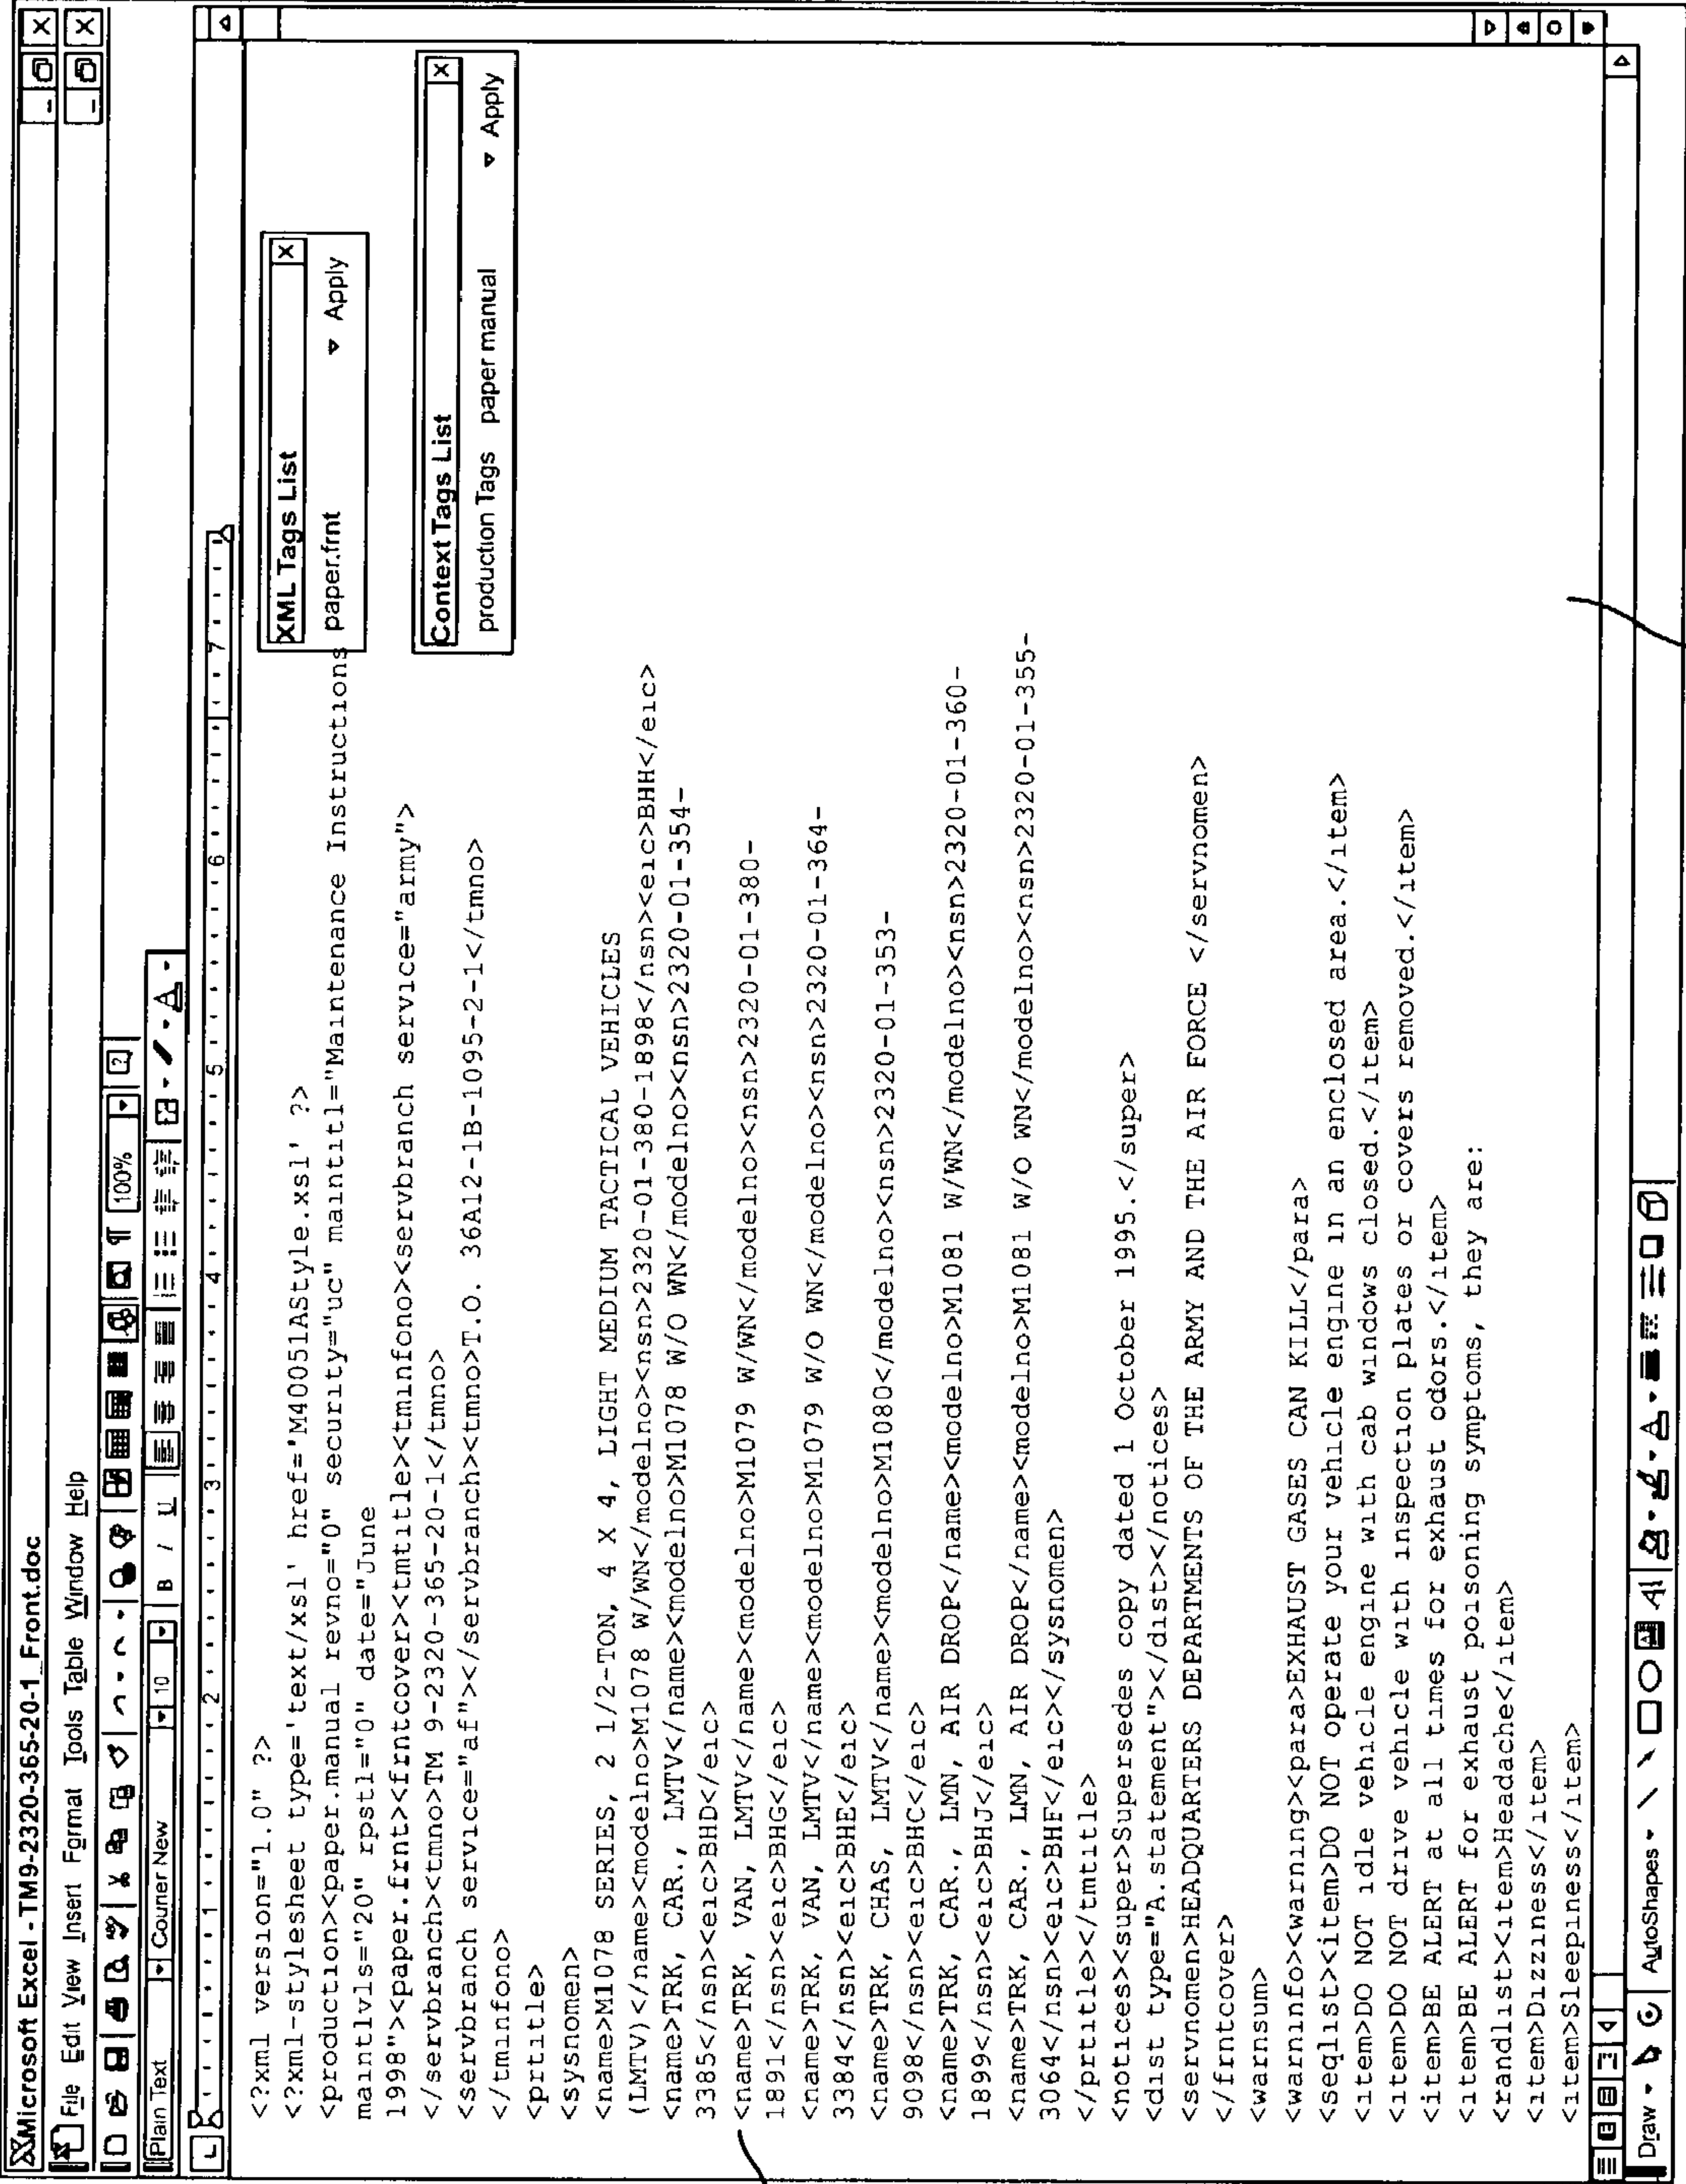 Microsoft Excel - TM9-2320-365-20-1_Front.doc
File Edit View Insert Format Tools Table Window Help
100%
Plain Text Couner New 10 B / U
1 2 3 4 5 6 7
XML Tags List
paper.frnt Apply
Context Tags List
production Tags paper manual Apply
<?xml version="1.0" ?>
<?xml-stylesheet type='text/xsl' href='M40051AStyle.xsl' ?>
<production><paper.manual revno="0" security="uc" maintitl="Maintenance Instructions
maintlvls="20" rpstl="0" date="June
1998"><paper.frnt><frntcover><tmtitle><tminfono><servbranch service="army">
</servbranch><tmno>TM 9-2320-365-20-1</tmno>
<servbranch service="af"></servbranch><tmno>T.O. 36A12-1B-1095-2-1</tmno>
</tminfono>
<prtitle>
<sysnomen>
<name>M1078 SERIES, 2 1/2-TON, 4 X 4, LIGHT MEDIUM TACTICAL VEHICLES
(LMTV)</name><modelno>M1078 W/WN</modelno><nsn>2320-01-380-1898</nsn><eic>BHH</eic>
<name>TRK, CAR., LMTV</name><modelno>M1078 W/O WN</modelno><nsn>2320-01-354-
3385</nsn><eic>BHD</eic>
<name>TRK, VAN, LMTV</name><modelno>M1079 W/WN</modelno><nsn>2320-01-380-
1891</nsn><eic>BHG</eic>
<name>TRK, VAN, LMTV</name><modelno>M1079 W/O WN</modelno><nsn>2320-01-364-
3384</nsn><eic>BHE</eic>
<name>TRK, CHAS, LMTV</name><modelno>M1080</modelno><nsn>2320-01-353-
9098</nsn><eic>BHC</eic>
<name>TRK, CAR., LMN, AIR DROP</name><modelno>M1081 W/WN</modelno><nsn>2320-01-360-
1899</nsn><eic>BHJ</eic>
<name>TRK, CAR., LMN, AIR DROP</name><modelno>M1081 W/O WN</modelno><nsn>2320-01-355-
3064</nsn><eic>BHF</eic></sysnomen>
</prtitle></tmtitle>
<notices><super>Supersedes copy dated 1 October 1995.</super>
<dist type="A.statement"></dist></notices>
<servnomen>HEADQUARTERS DEPARTMENTS OF THE ARMY AND THE AIR FORCE </servnomen>
</frntcover>
<warnsum>
<warninfo><warning><para>EXHAUST GASES CAN KILL</para>
<seqlist><item>DO NOT operate your vehicle engine in an enclosed area.</item>
<item>DO NOT idle vehicle engine with cab windows closed.</item>
<item>DO NOT drive vehicle with inspection plates or covers removed.</item>
<item>BE ALERT at all times for exhaust odors.</item>
<item>BE ALERT for exhaust poisoning symptoms, they are:
<randlist><item>Headache</item>
<item>Dizziness</item>
<item>Sleepiness</item>
Draw AutoShapes